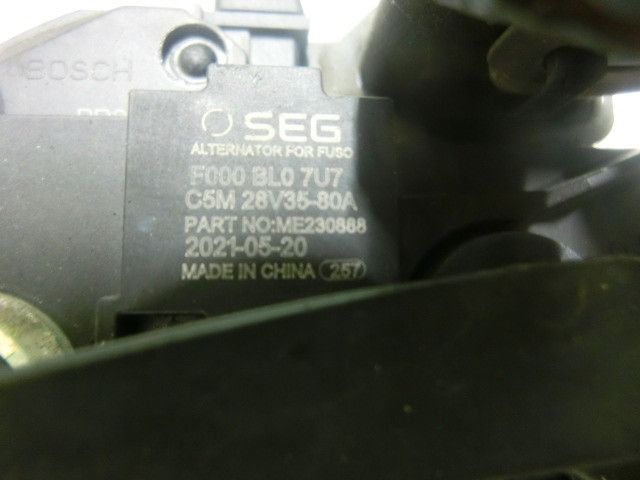 BOSCH
SEG
ALTERNATOR FOR FUSO
F000 BL0 7U7
C5M 28V35-80A
PART NO:ME230888
2021-05-20
MADE IN CHINA 257